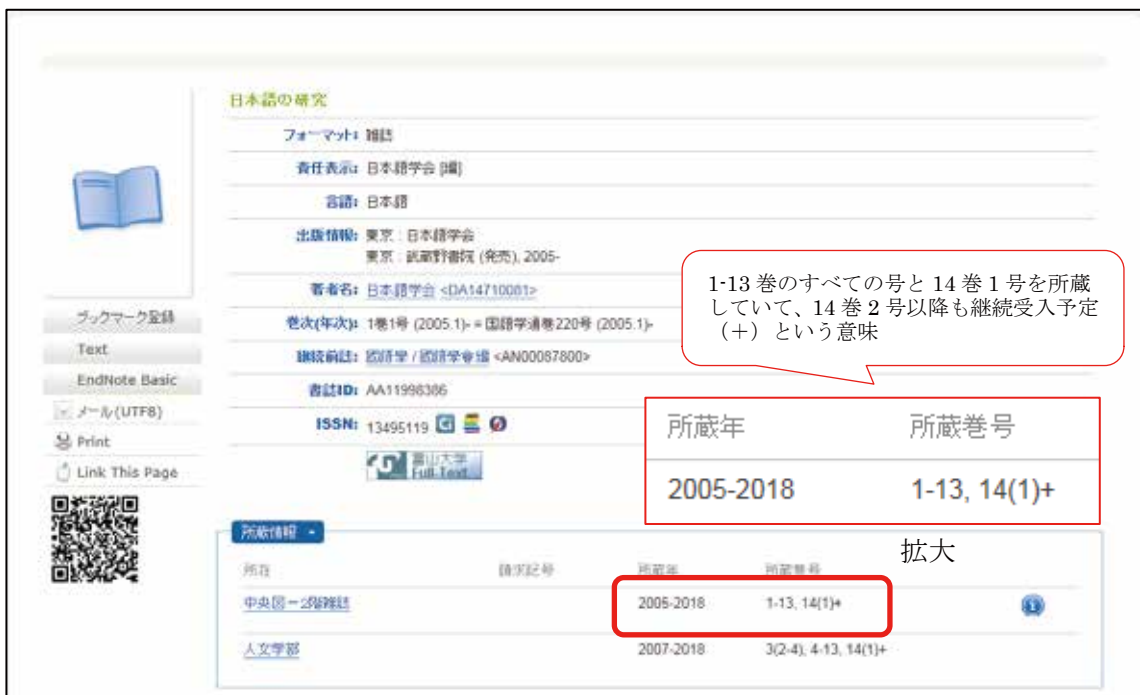 日本語の研究
フォーマット: 雑誌
責任表示: 日本語学会 [編]
言語: 日本語
出版情報: 東京 : 日本語学会
東京 : 武蔵野書院 (発売), 2005-
著者名: 日本語学会 <DA14710081>
巻次(年次): 1巻1号 (2005.1)- = 国語学通巻220号 (2005.1)-
継続前誌: 國語学 / 國語学會編 <AN00087800>
書誌ID: AA11998386
ISSN: 13495119
富山大学
Full Text
ブックマーク登録
Text
EndNote Basic
メール(UTF8)
Print
Link This Page
1-13 巻のすべての号と 14 巻 1 号を所蔵
していて、14 巻 2 号以降も継続受入予定
（+）という意味
所蔵年 所蔵巻号
2005-2018 1-13, 14(1)+
拡大
所蔵情報
所在 請求記号 所蔵年 所蔵巻号
中央図-2階雑誌 2005-2018 1-13, 14(1)+
人文学部 2007-2018 3(2-4), 4-13, 14(1)+